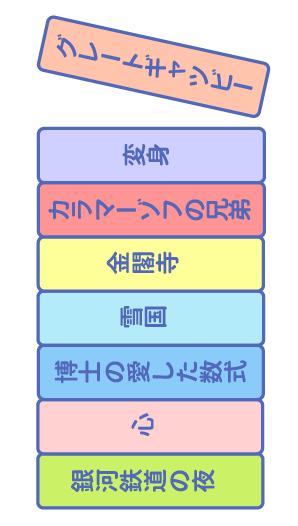 グレートギャツビー
変身
カラマーゾフの兄弟
金閣寺
雪国
博士の愛した数式
心
銀河鉄道の夜